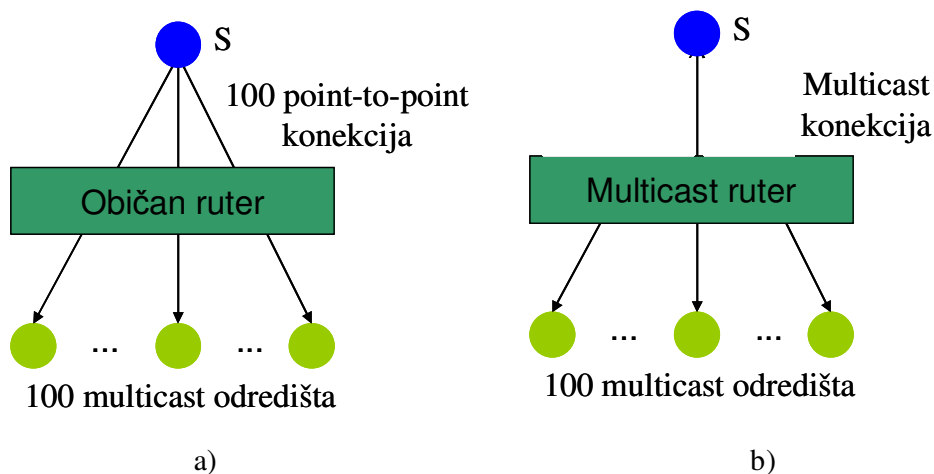 S
100 point-to-point
konekcija
Običan ruter
...
...
100 multicast odredišta
a)
S
Multicast
konekcija
Multicast ruter
...
...
100 multicast odredišta
b)